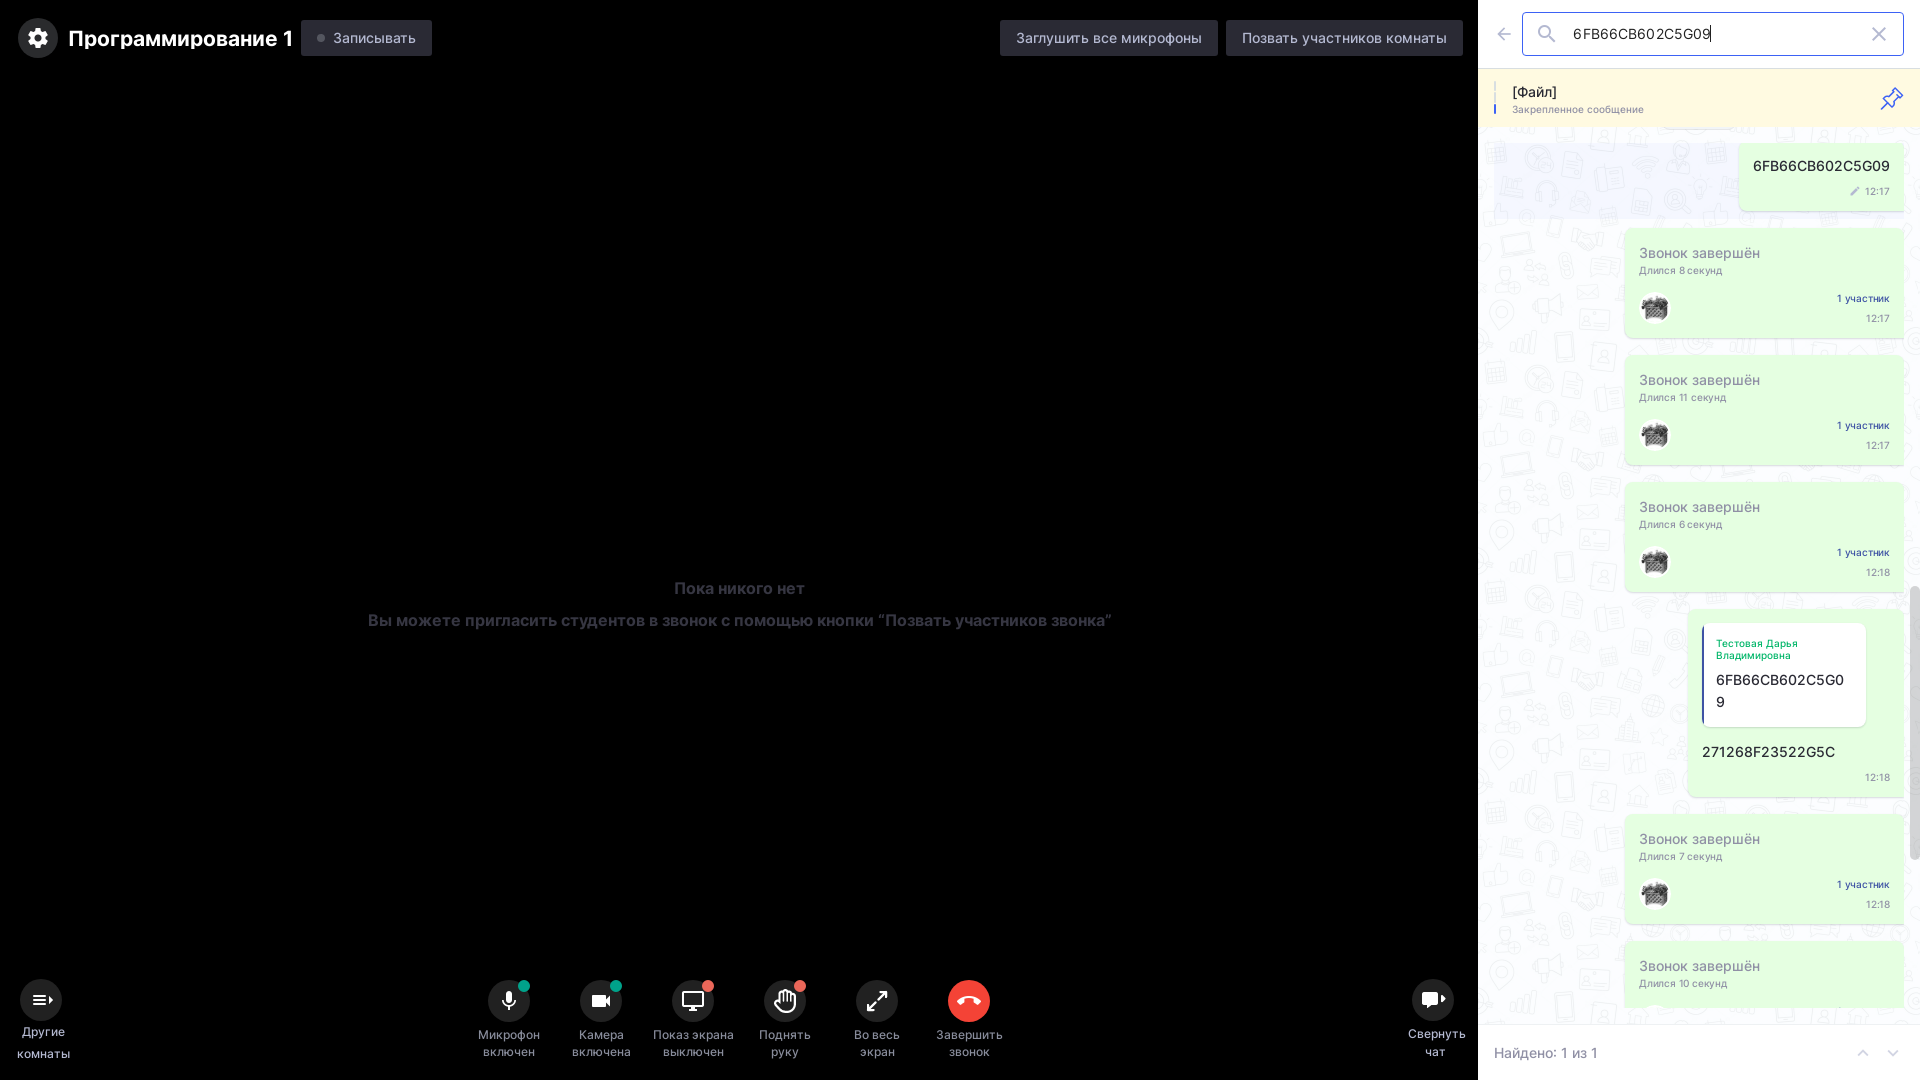 Программирование 1
Записывать
Заглушить все микрофоны
Позвать участников комнаты
6FB66CB602C5G09
[Файл]
Закрепленное сообщение
6FB66CB602C5G09
12:17
Звонок завершён
Длился 8 секунд
1 участник
12:17
Звонок завершён
Длился 11 секунд
1 участник
12:17
Звонок завершён
Длился 6 секунд
1 участник
12:18
Тестовая Дарья
Владимировна
6FB66CB602C5G0
9
271268F23522G5C
12:18
Звонок завершён
Длился 7 секунд
1 участник
12:18
Звонок завершён
Длился 10 секунд
Найдено: 1 из 1
Пока никого нет
Вы можете пригласить студентов в звонок с помощью кнопки “Позвать участников звонка”
Другие
комнаты
Микрофон
включен
Камера
включена
Показ экрана
выключен
Поднять
руку
Во весь
экран
Завершить
звонок
Свернуть
чат